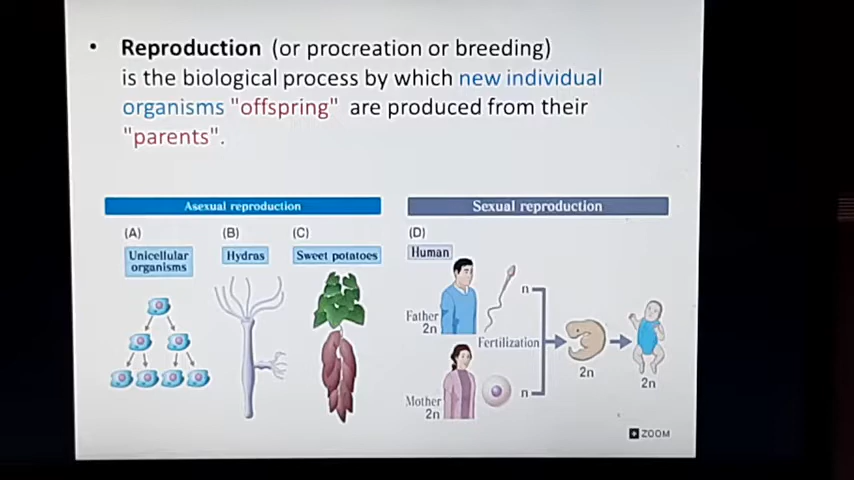 • Reproduction (or procreation or breeding)
is the biological process by which new individual
organisms "offspring" are produced from their
"parents".
Asexual reproduction
(A)
Unicellular
organisms
(B)
Hydras
(C)
Sweet potatoes
Sexual reproduction
(D)
Human
Father
2n
n
Fertilization
Mother
2n
n
2n
2n
ZOOM